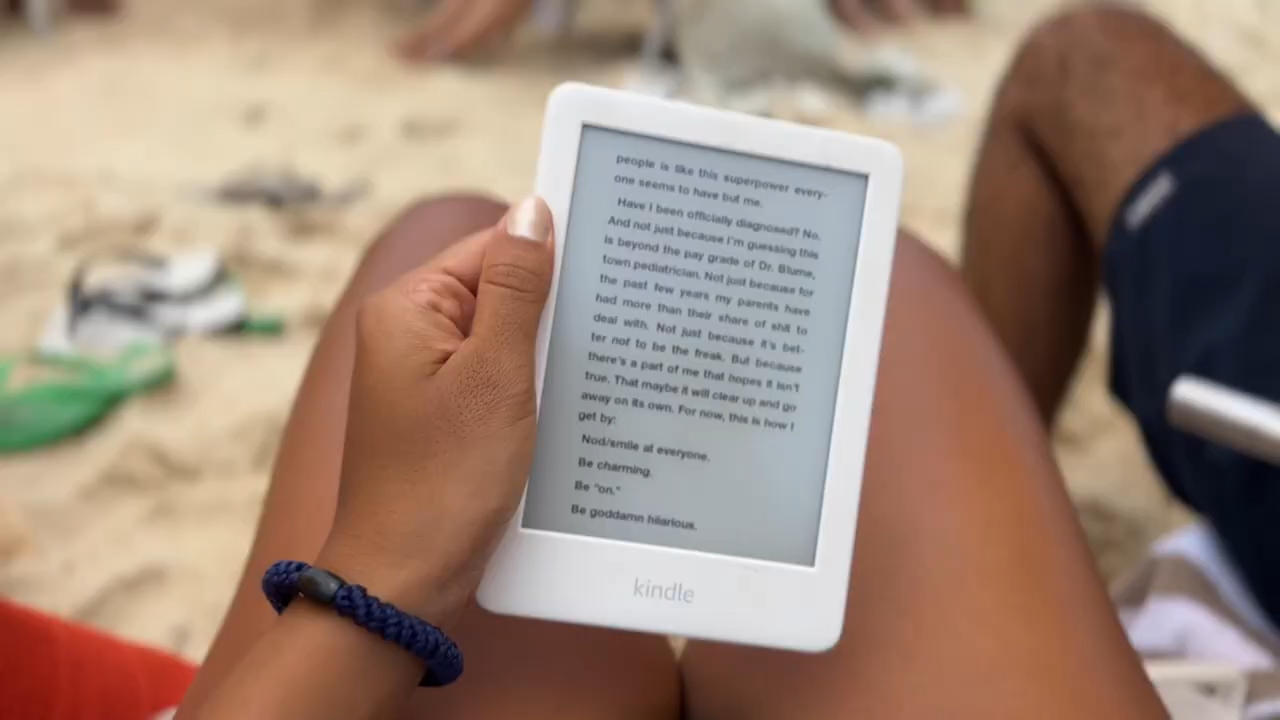 people is like this superpower every-
one seems to have but me.
Have I been officially diagnosed? No.
And not just because I'm guessing this
is beyond the pay grade of Dr. Blume,
town pediatrician. Not just because for
the past few years my parents have
had more than their share of shit to
deal with. Not just because it's bet-
ter not to be the freak. But because
there's a part of me that hopes it isn't
true. That maybe it will clear up and go
away on its own. For now, this is how I
get by:
Nod/smile at everyone.
Be charming.
Be "on."
Be goddamn hilarious.
kindle